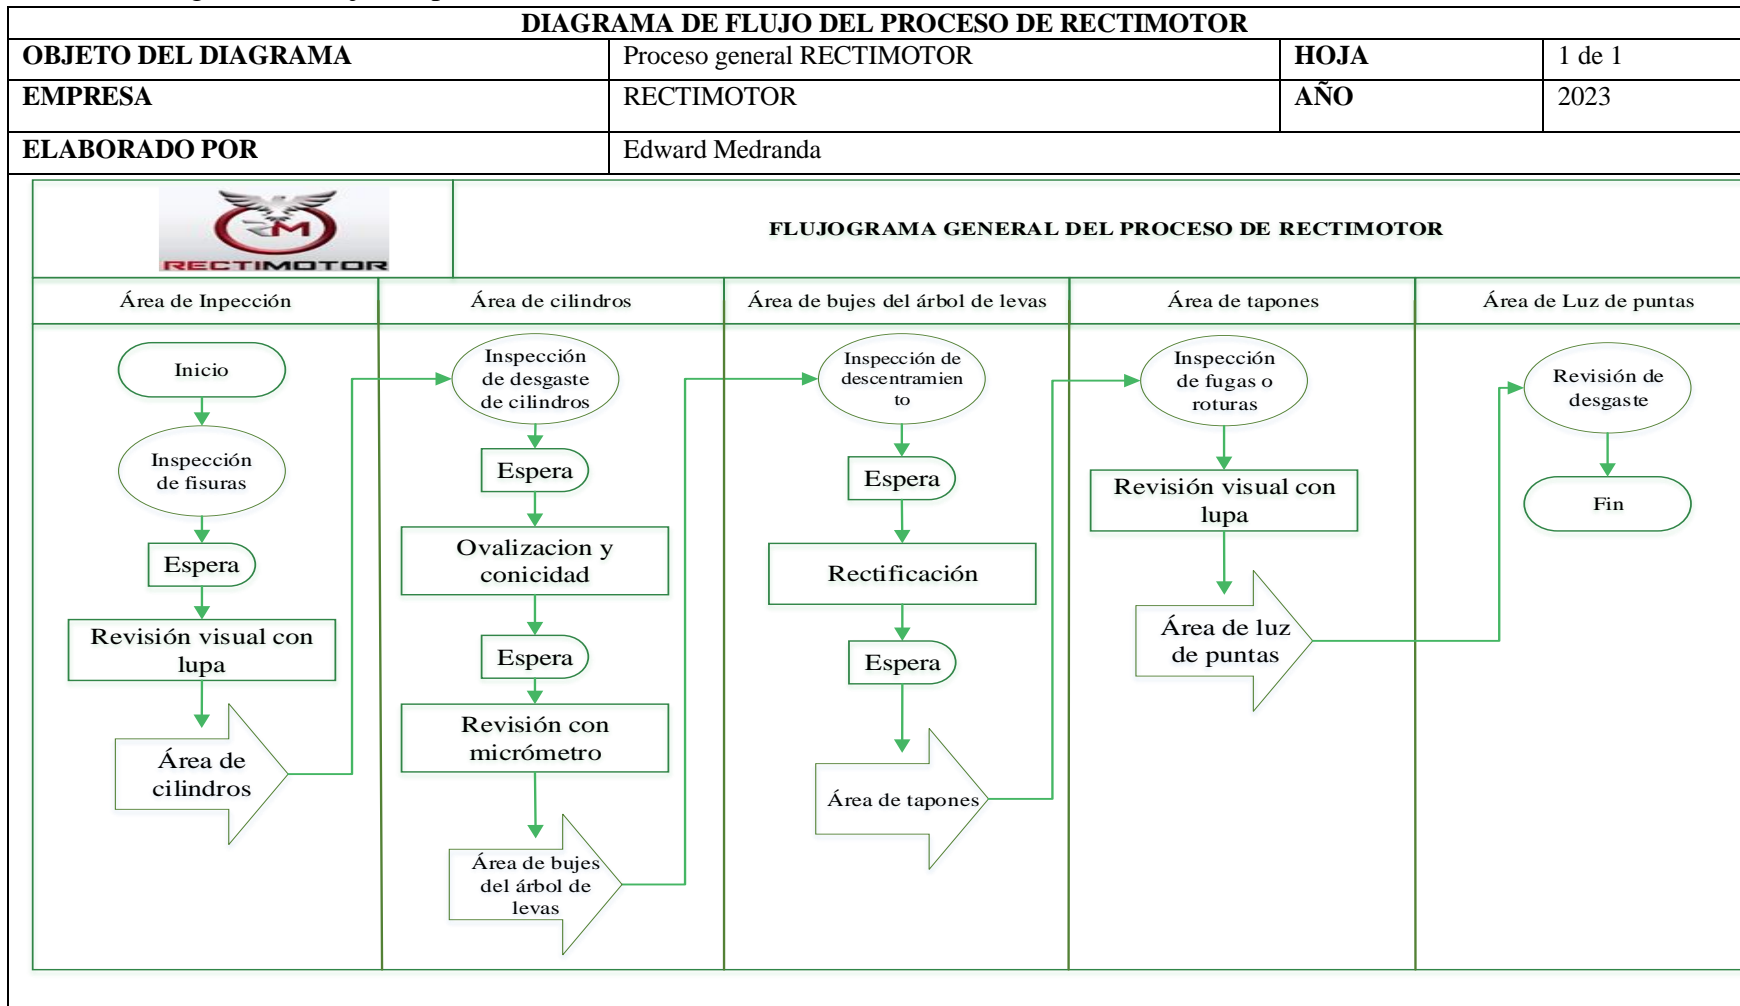 DIAGRAMA DE FLUJO DEL PROCESO DE RECTIMOTOR
OBJETO DEL DIAGRAMA
Proceso general RECTIMOTOR
HOJA
1 de 1
EMPRESA
RECTIMOTOR
AÑO
2023
ELABORADO POR
Edward Medranda
RM
RECTIMOTOR
FLUJOGRAMA GENERAL DEL PROCESO DE RECTIMOTOR
Área de Inpección
Área de cilindros
Área de bujes del árbol de levas
Área de tapones
Área de Luz de puntas
Inicio
Inspección
de fisuras
Espera
Revisión visual con
lupa
Área de
cilindros
Inspección
de desgaste
de cilindros
Espera
Ovalizacion y
conicidad
Espera
Revisión con
micrómetro
Área de bujes
del árbol de
levas
Inspección de
descentramien
to
Espera
Rectificación
Espera
Área de tapones
Inspección
de fugas o
roturas
Revisión visual con
lupa
Área de luz
de puntas
Revisión de
desgaste
Fin